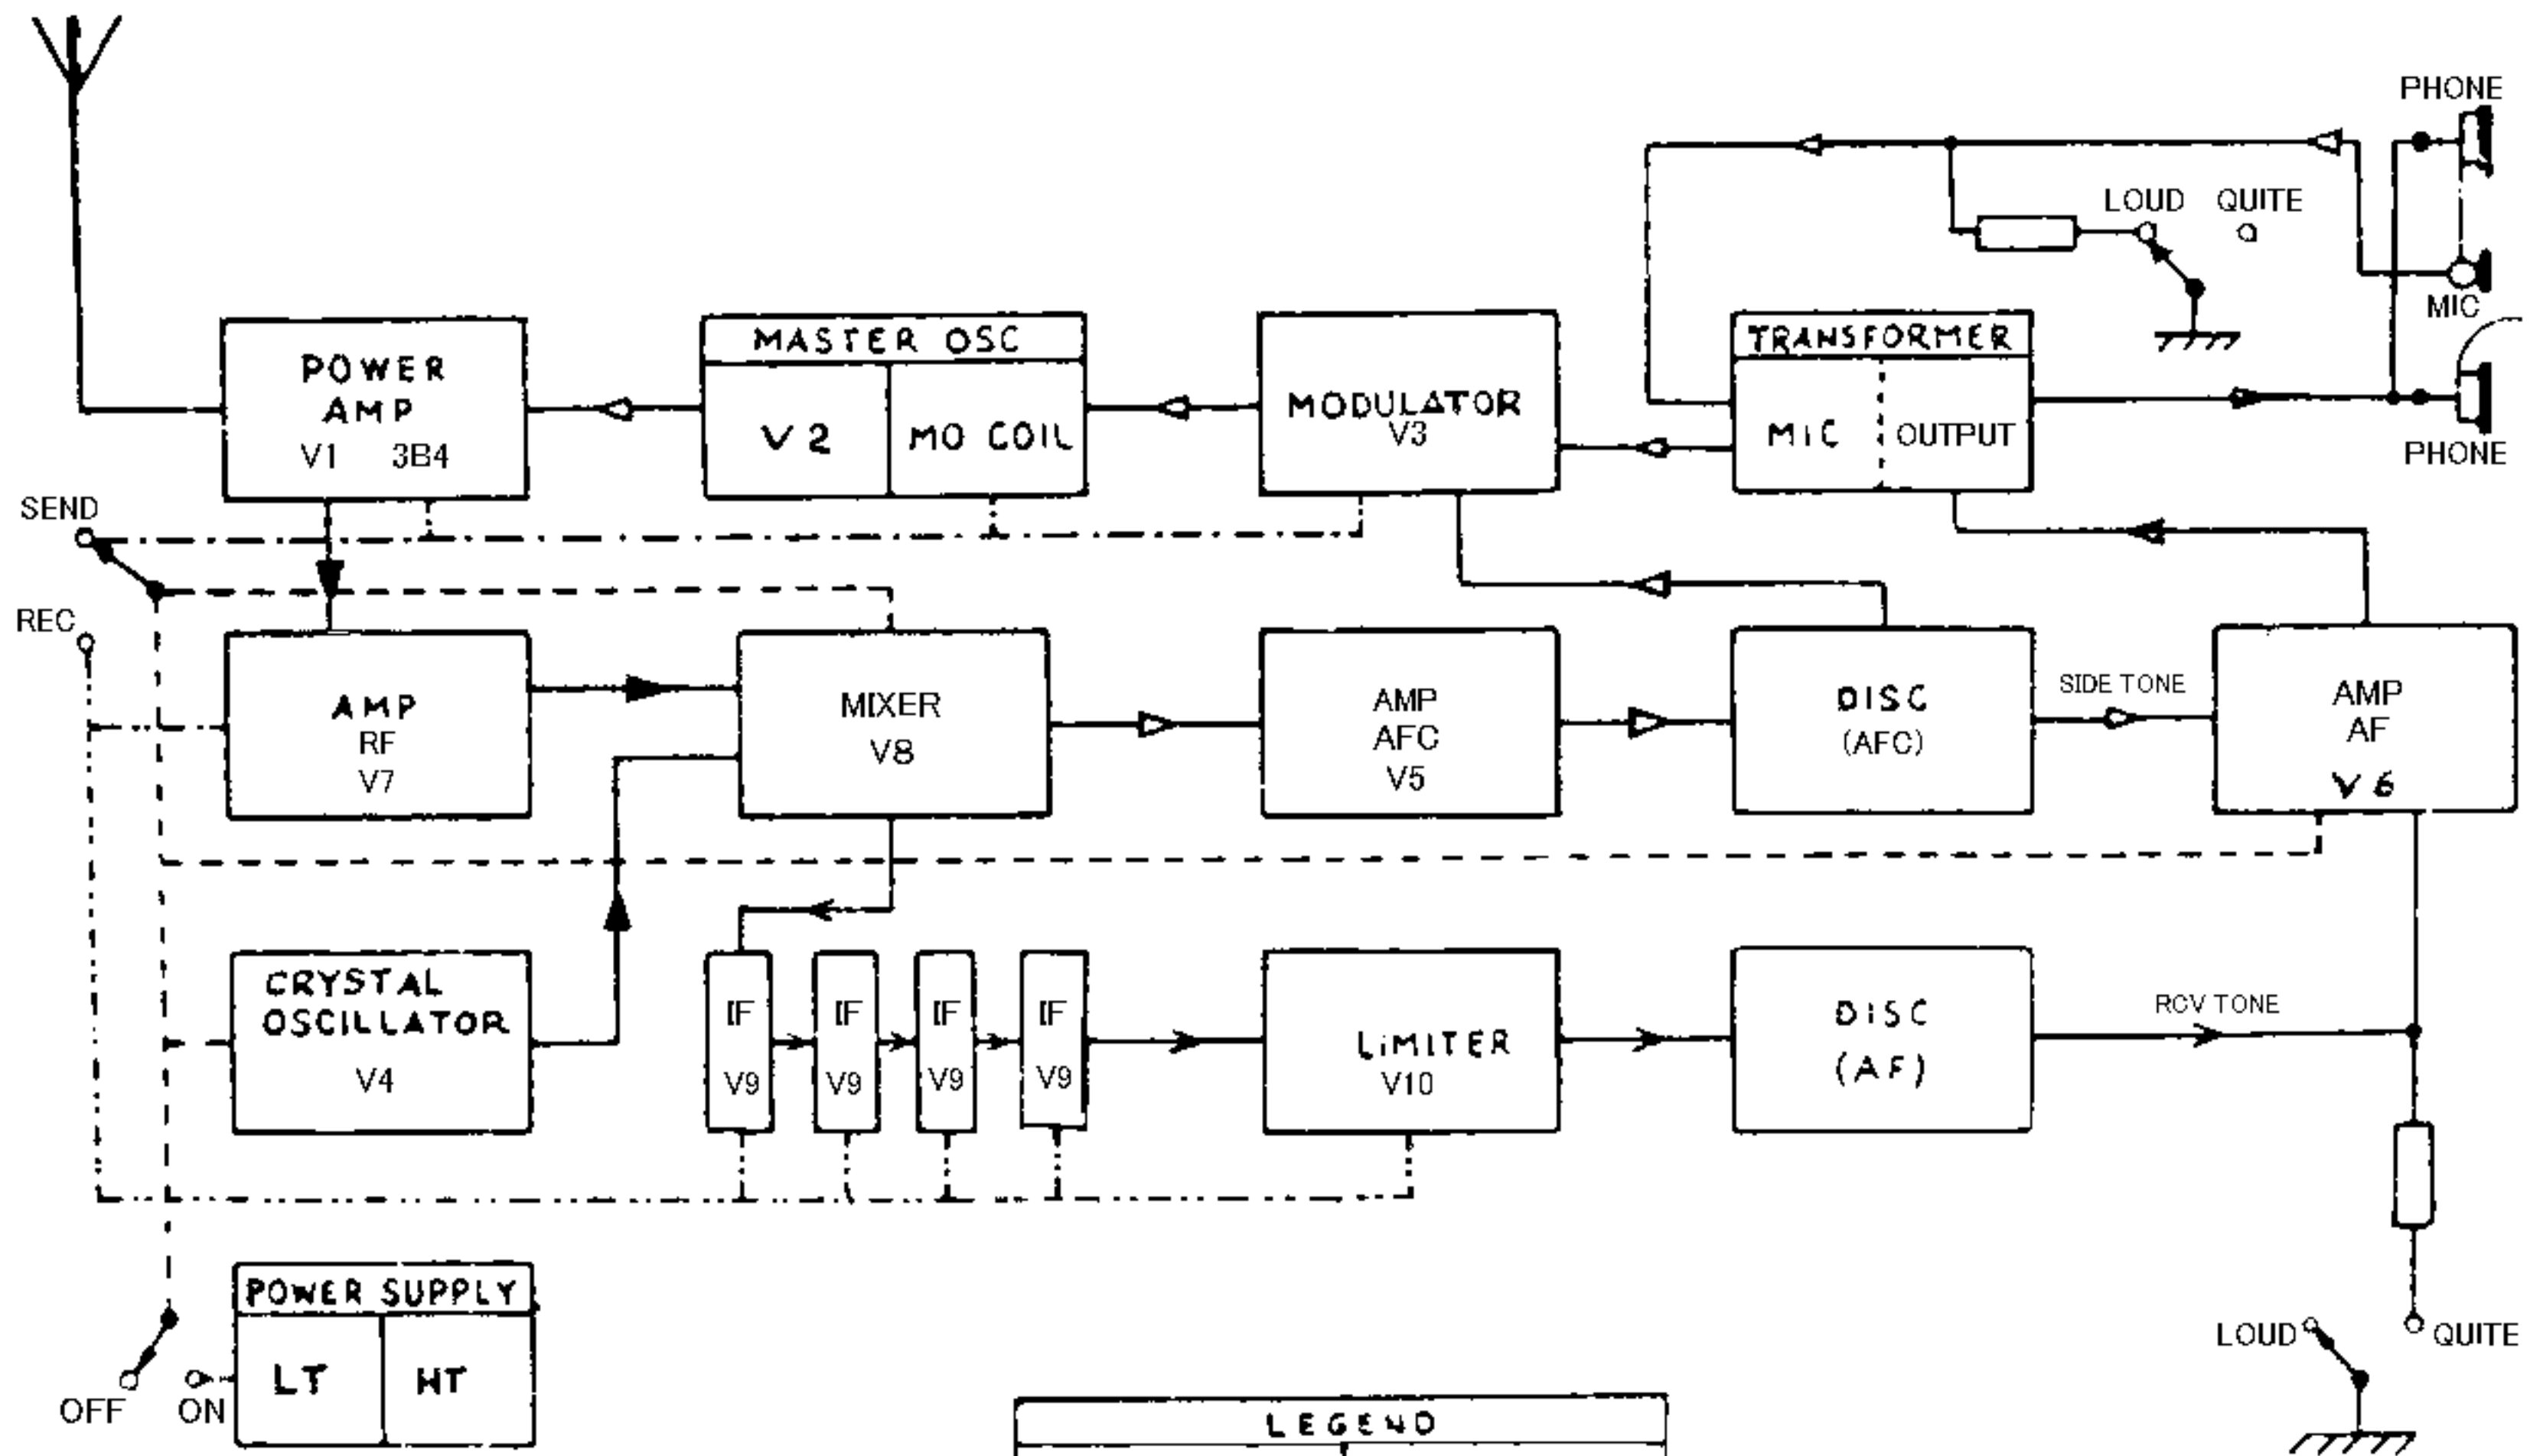 PHONE
LOUD QUITE
MIC
PHONE
POWER
AMP
V1 3B4
MASTER OSC
V2
MO COIL
MODULATOR
V3
TRANSFORMER
MIC
OUTPUT
SEND
REC
AMP
RF
V7
MIXER
V8
AMP
AFC
V5
DISC
(AFC)
SIDE TONE
AMP
AF
V6
CRYSTAL
OSCILLATOR
V4
IF
V9
IF
V9
IF
V9
IF
V9
LIMITER
V10
DISC
(AF)
RCV TONE
POWER SUPPLY
LT
HT
OFF
ON
LOUD
QUITE
LEGEND